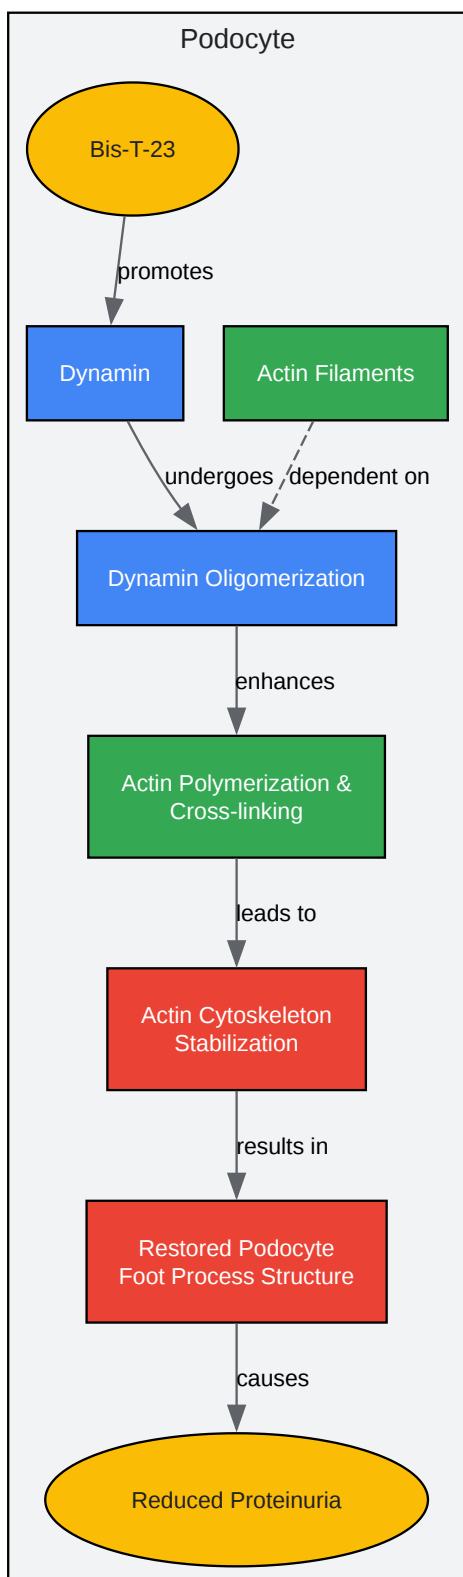 Podocyte
Bis-T-23
promotes
Dynamin
Actin Filaments
undergoes
dependent on
Dynamin Oligomerization
enhances
Actin Polymerization &
Cross-linking
leads to
Actin Cytoskeleton
Stabilization
results in
Restored Podocyte
Foot Process Structure
causes
Reduced Proteinuria